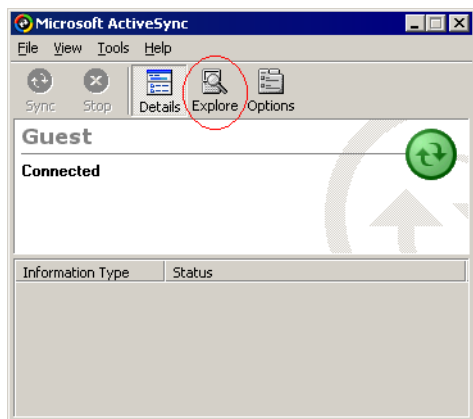 Microsoft ActiveSync
File View Tools Help
Sync Stop Details Explore Options
Guest
Connected
Information Type Status